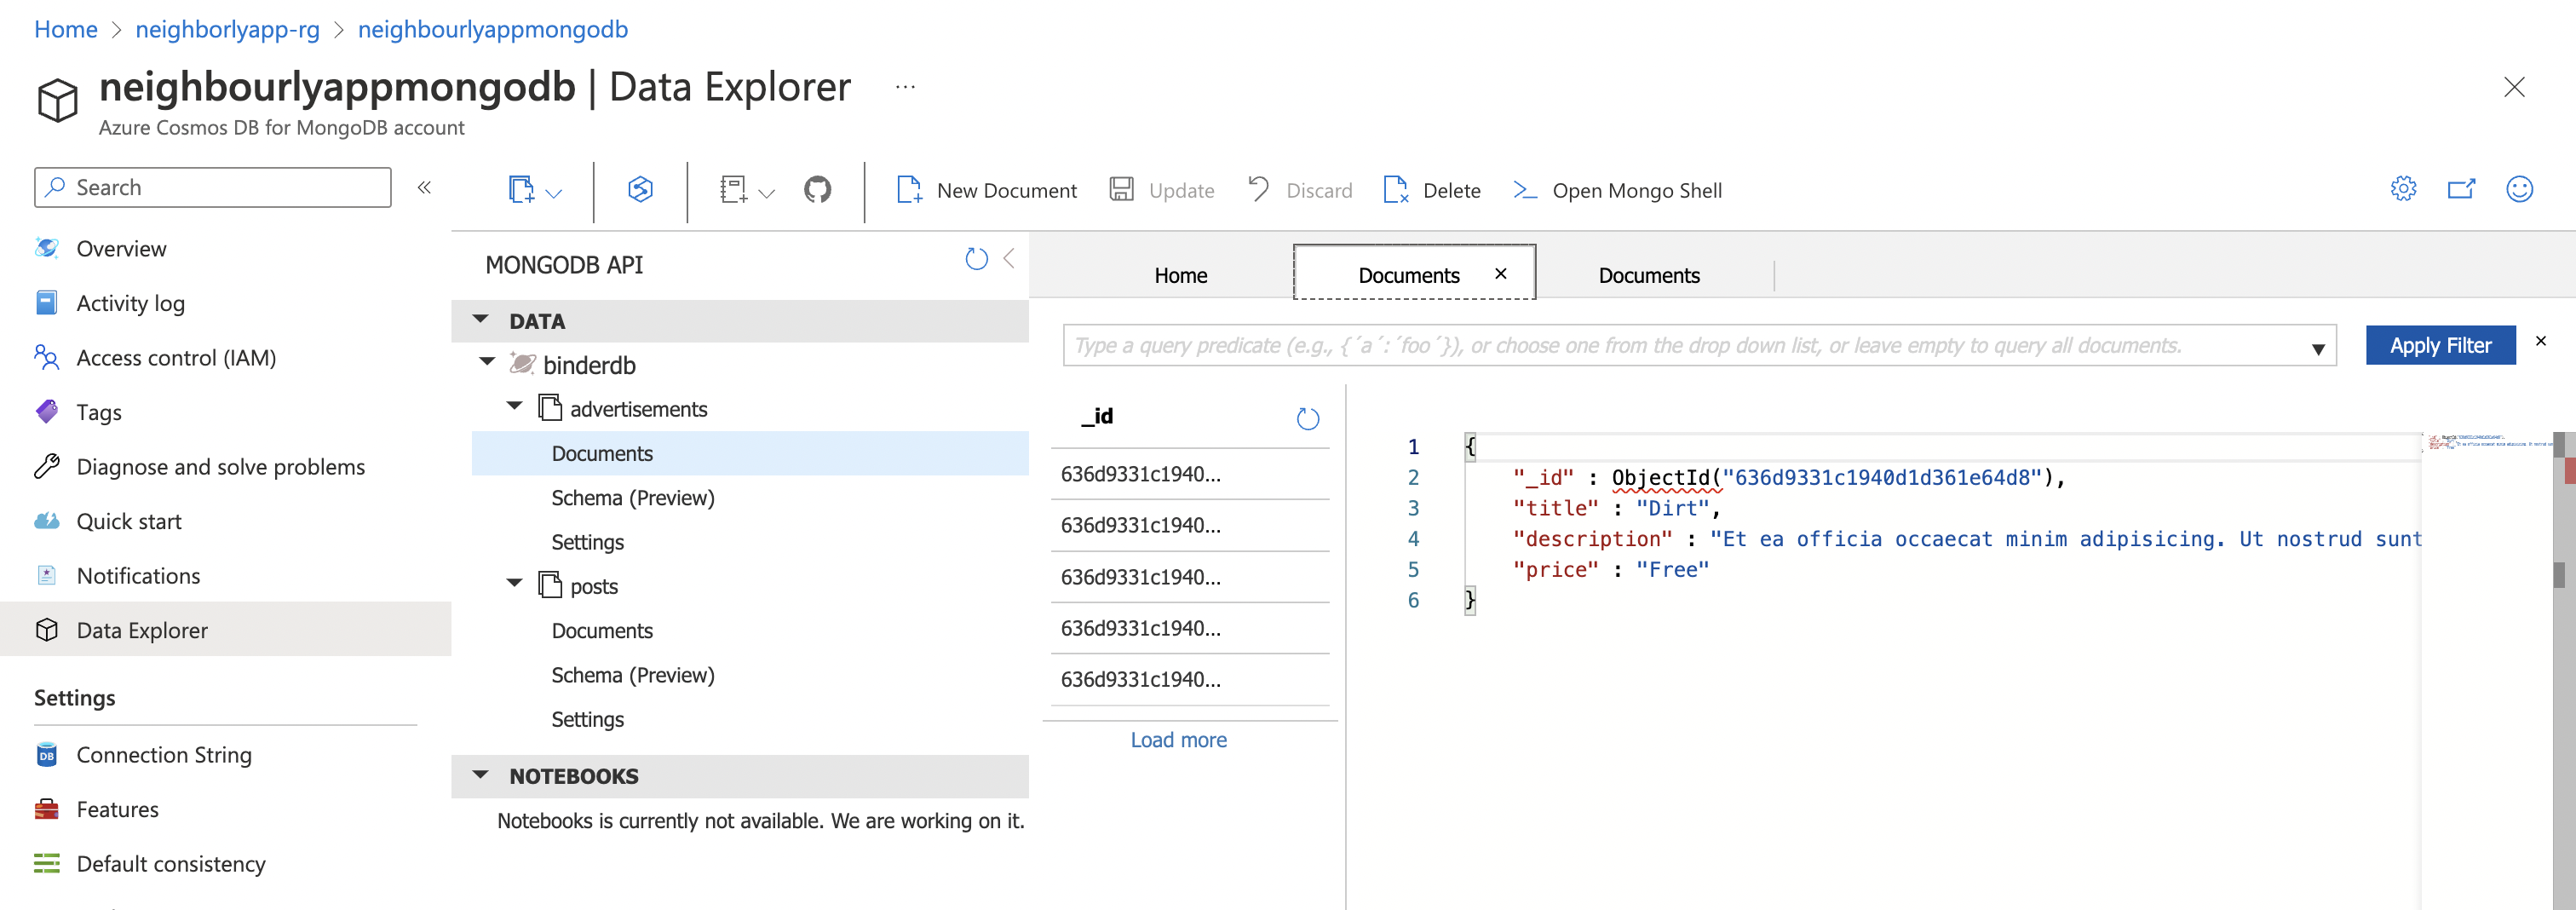 Home > neighborlyapp-rg > neighbourlyappmongodb
neighbourlyappmongodb | Data Explorer ...
Azure Cosmos DB for MongoDB account
Search «
Overview
Activity log
Access control (IAM)
Tags
Diagnose and solve problems
Quick start
Notifications
Data Explorer
Settings
Connection String
Features
Default consistency
New Document Update Discard Delete Open Mongo Shell
MONGODB API
DATA
binderdb
advertisements
Documents
Schema (Preview)
Settings
posts
Documents
Schema (Preview)
Settings
NOTEBOOKS
Notebooks is currently not available. We are working on it.
Home Documents × Documents
Type a query predicate (e.g., {´a´:´foo´}), or choose one from the drop down list, or leave empty to query all documents.
Apply Filter ×
_id
636d9331c1940...
636d9331c1940...
636d9331c1940...
636d9331c1940...
636d9331c1940...
Load more
1 {
2 "_id" : ObjectId("636d9331c1940d1d361e64d8"),
3 "title" : "Dirt",
4 "description" : "Et ea officia occaecat minim adipisicing. Ut nostrud sunt
5 "price" : "Free"
6 }